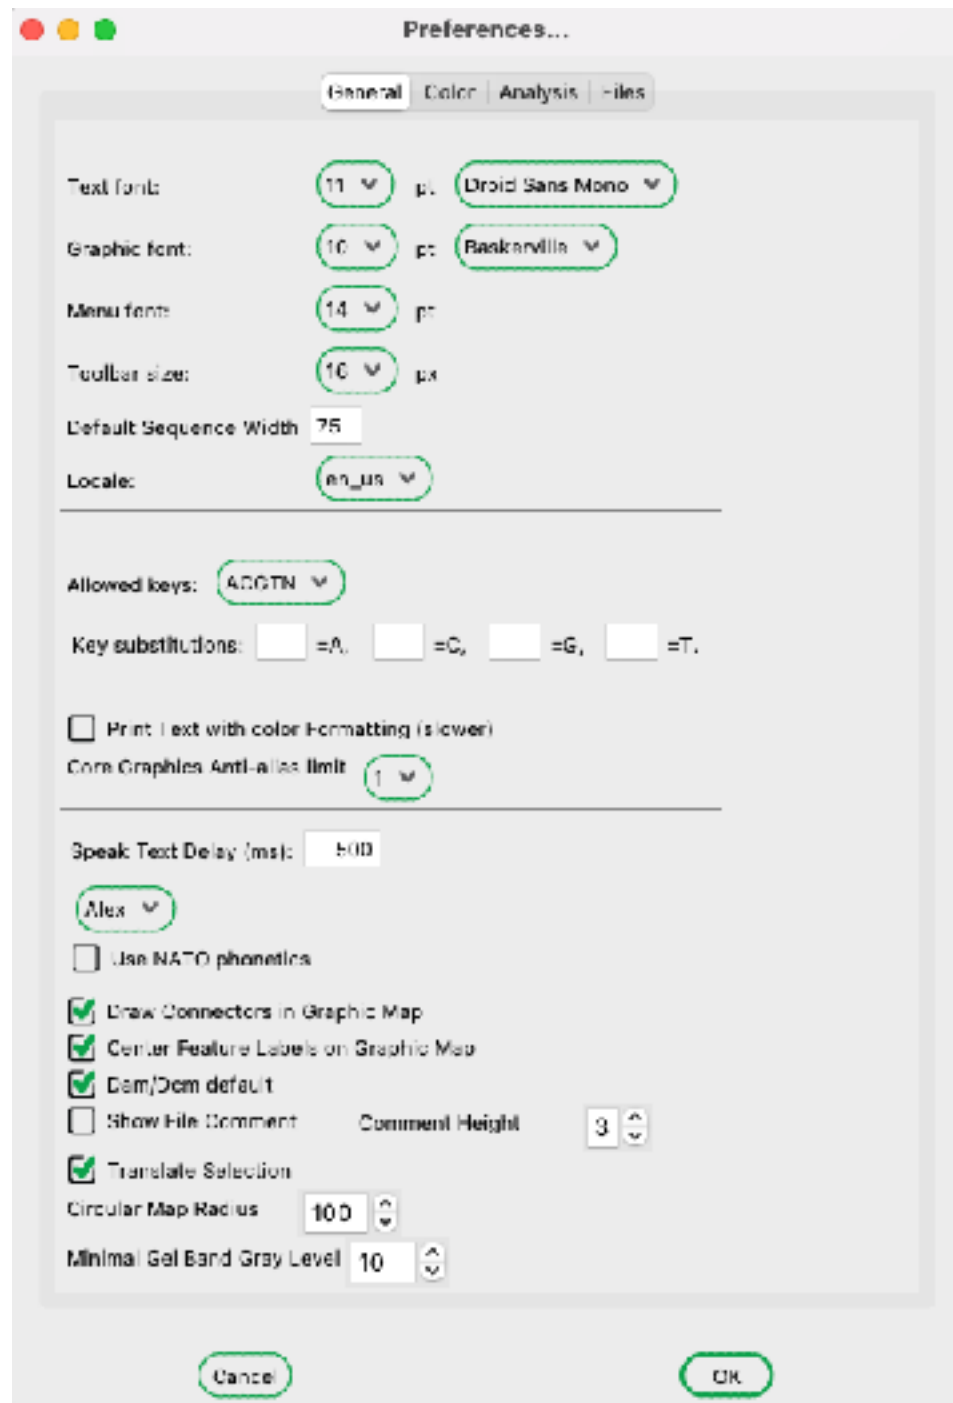 Preferences...
General Color Analysis Files
Text font: 11 pt Droid Sans Mono
Graphic font: 10 pt Baskerville
Menu font: 14 pt
Toolbar size: 16 px
Default Sequence Width 75
Locale: en_us
Allowed keys: ACGTN
Key substitutions: =A, =C, =G, =T.
Print Text with color Formatting (slower)
Core Graphics Anti-alias limit 1
Speak Text Delay (ms): 500
Alex
Use NATO phonetics
Draw Connectors in Graphic Map
Center Feature Labels on Graphic Map
Dam/Dcm default
Show File Comment Comment Height 3
Translate Selection
Circular Map Radius 100
Minimal Gel Band Gray Level 10
Cancel OK